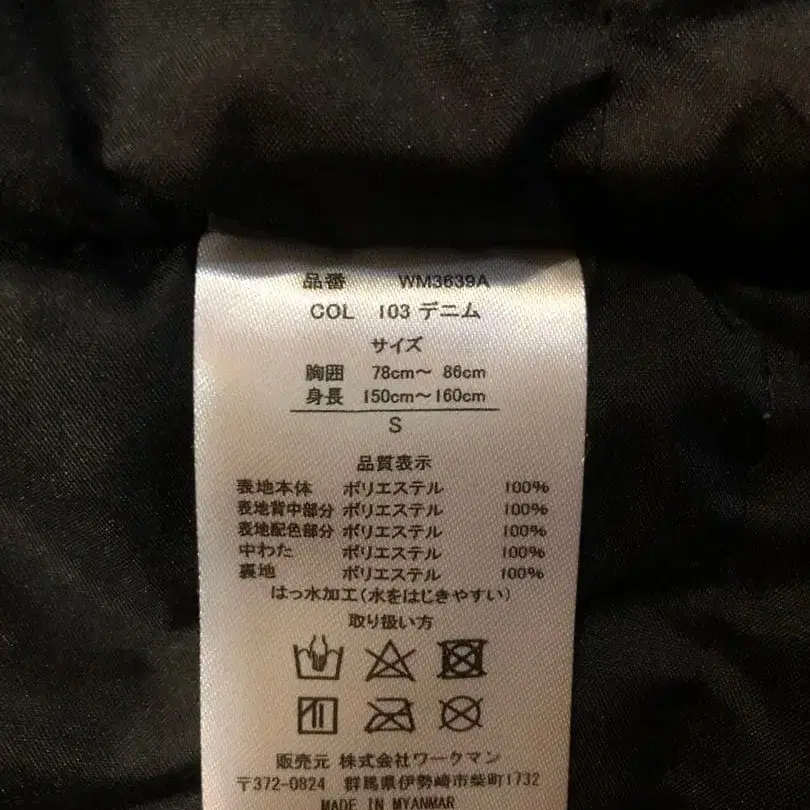 品番 WM3639A
COL 103 デニム
サイズ
胸囲 78cm～ 86cm
身長 150cm～160cm
S
品質表示
表地本体 ポリエステル 100%
表地背中部分 ポリエステル 100%
表地配色部分 ポリエステル 100%
中わた ポリエステル 100%
裏地 ポリエステル 100%
はっ水加工(水をはじきやすい)
取り扱い方
販売元 株式会社ワークマン
〒372-0824 群馬県伊勢崎市柴町1732
MADE IN MYANMAR